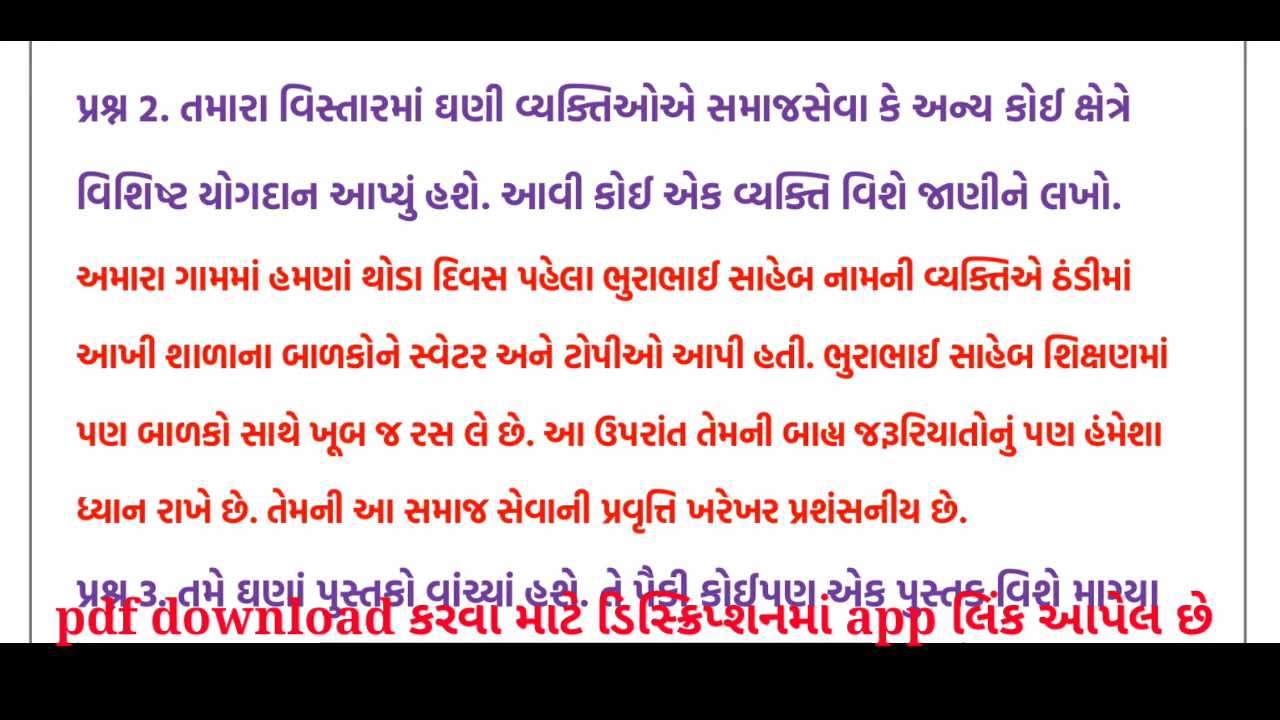 પ્રશ્ન 2. તમારા વિસ્તારમાં ઘણી વ્યક્તિઓએ સમાજસેવા કે અન્ય કોઈ ક્ષેત્રે
વિશિષ્ટ યોગદાન આપ્યું હશે. આવી કોઈ એક વ્યક્તિ વિશે જાણીને લખો.
અમારા ગામમાં હમણાં થોડા દિવસ પહેલા ભુરાભાઈ સાહેબ નામની વ્યક્તિએ ઠંડીમાં
આખી શાળાના બાળકોને સ્વેટર અને ટોપીઓ આપી હતી. ભુરાભાઈ સાહેબ શિક્ષણમાં
પણ બાળકો સાથે ખૂબ જ રસ લે છે. આ ઉપરાંત તેમની બાહ્ય જરૂરિયાતોનું પણ હંમેશા
ધ્યાન રાખે છે. તેમની આ સમાજ સેવાની પ્રવૃત્તિ ખરેખર પ્રશંસનીય છે.
પ્રશ્ન 3. તમે ઘણાં પુસ્તકો વાંચ્યાં હશે. તે પૈકી કોઈપણ એક પુસ્તક વિશે માગ્યા
pdf download કરવા માટે ડિસ્ક્રિપ્શનમાં app લિંક આપેલ છે